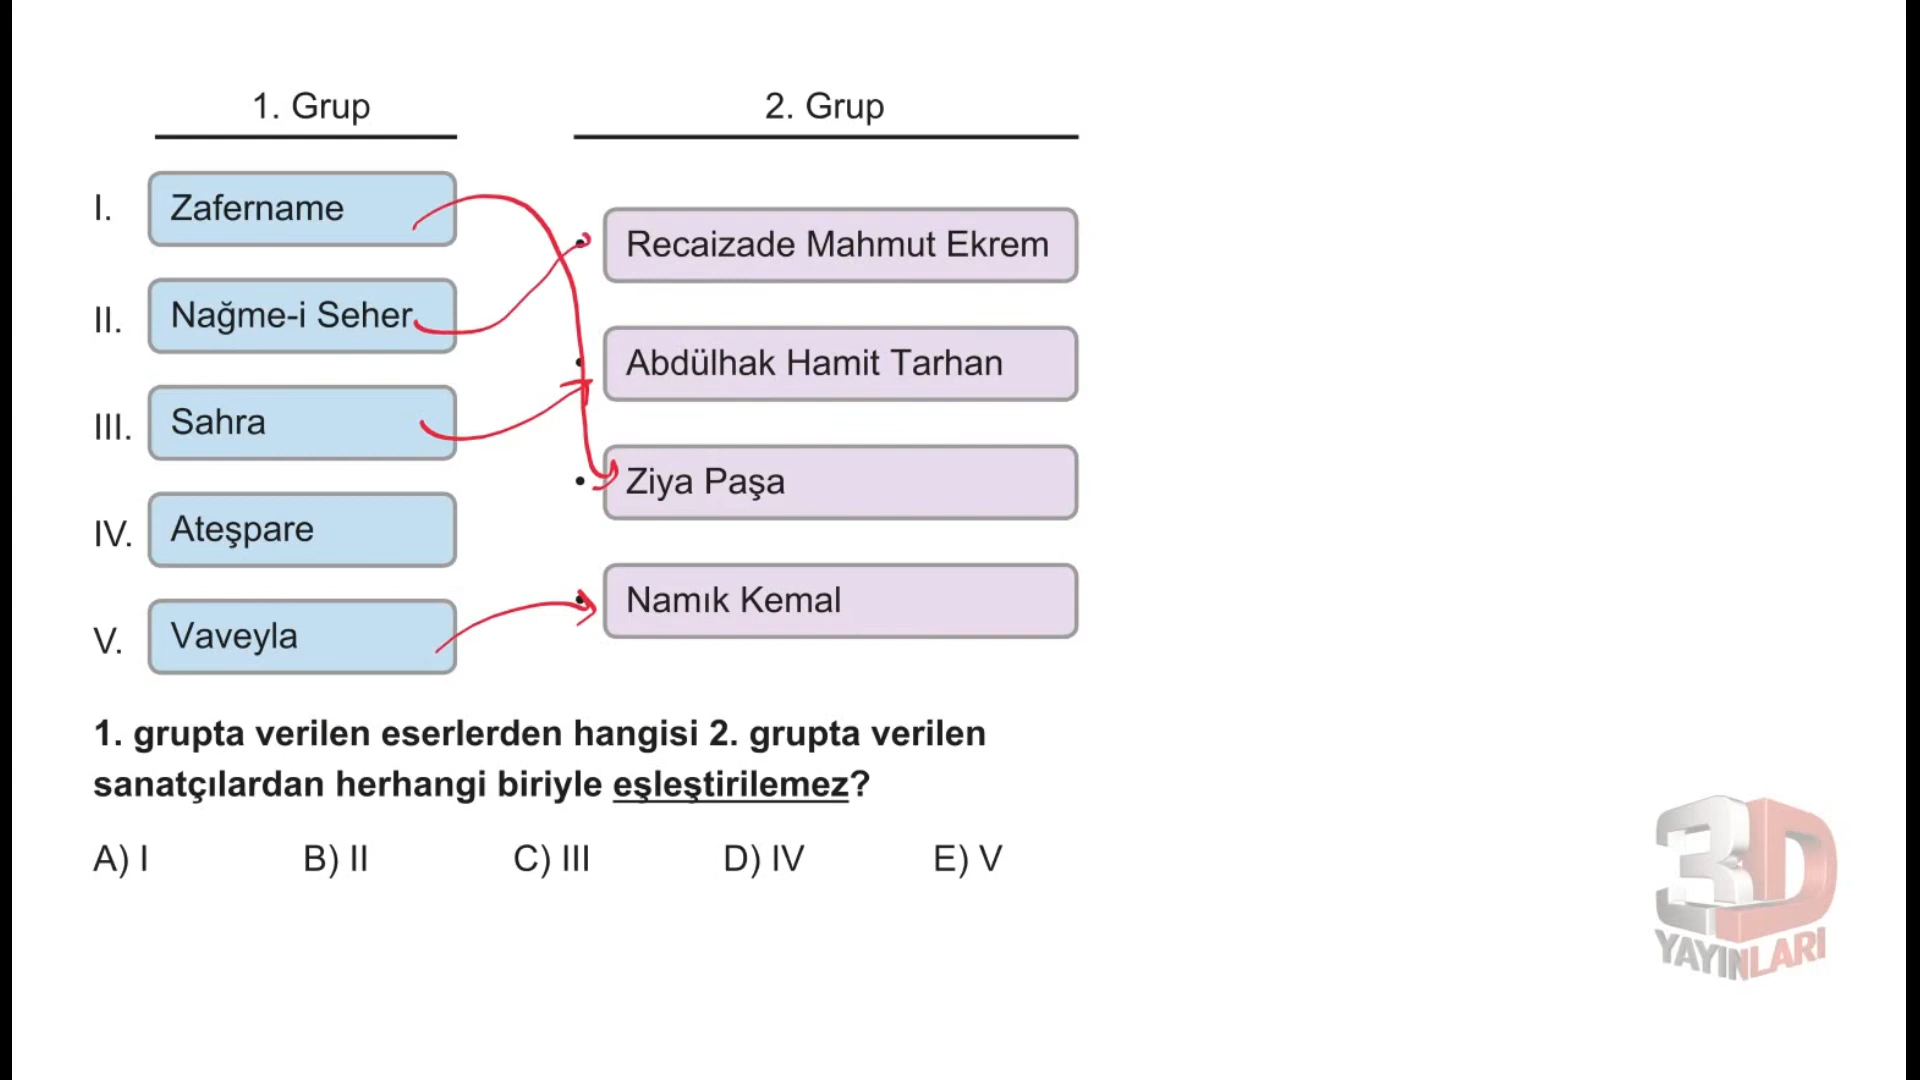 1. Grup
2. Grup
I. Zafername
Recaizade Mahmut Ekrem
II. Nağme-i Seher
Abdülhak Hamit Tarhan
III. Sahra
Ziya Paşa
IV. Ateşpare
Namık Kemal
V. Vaveyla
1. grupta verilen eserlerden hangisi 2. grupta verilen
sanatçılardan herhangi biriyle eşleştirilemez?
A) I B) II C) III D) IV E) V
3D
YAYINLARI